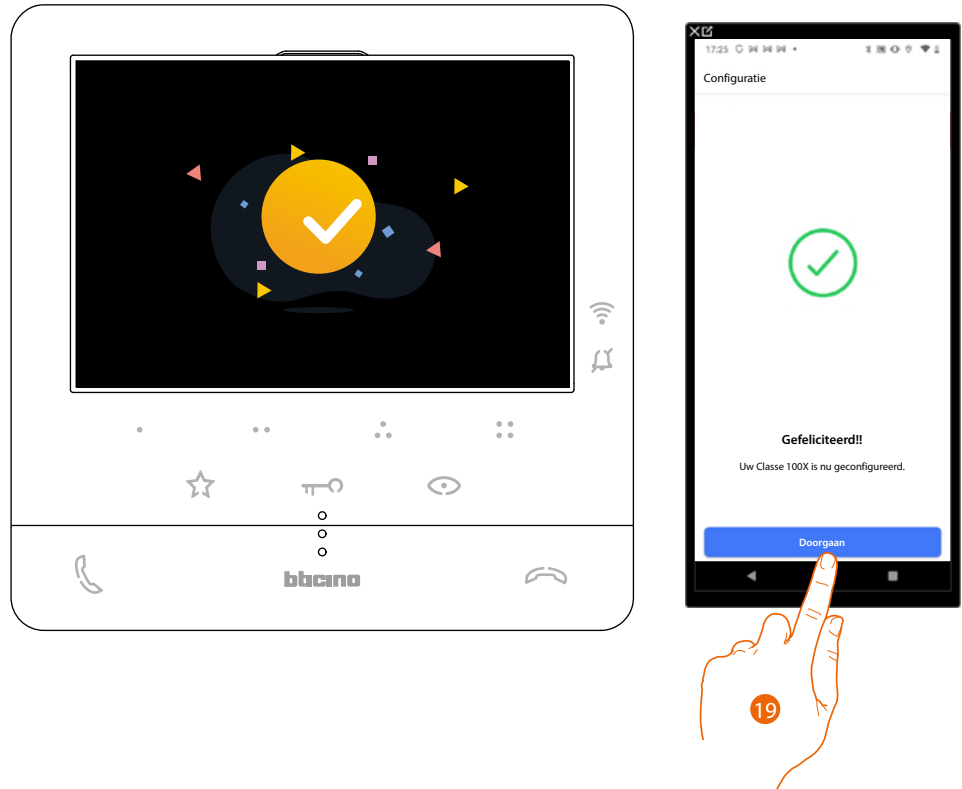 bticino
17:25
Configuratie
Gefeliciteerd!!
Uw Classe 100X is nu geconfigureerd.
Doorgaan
19